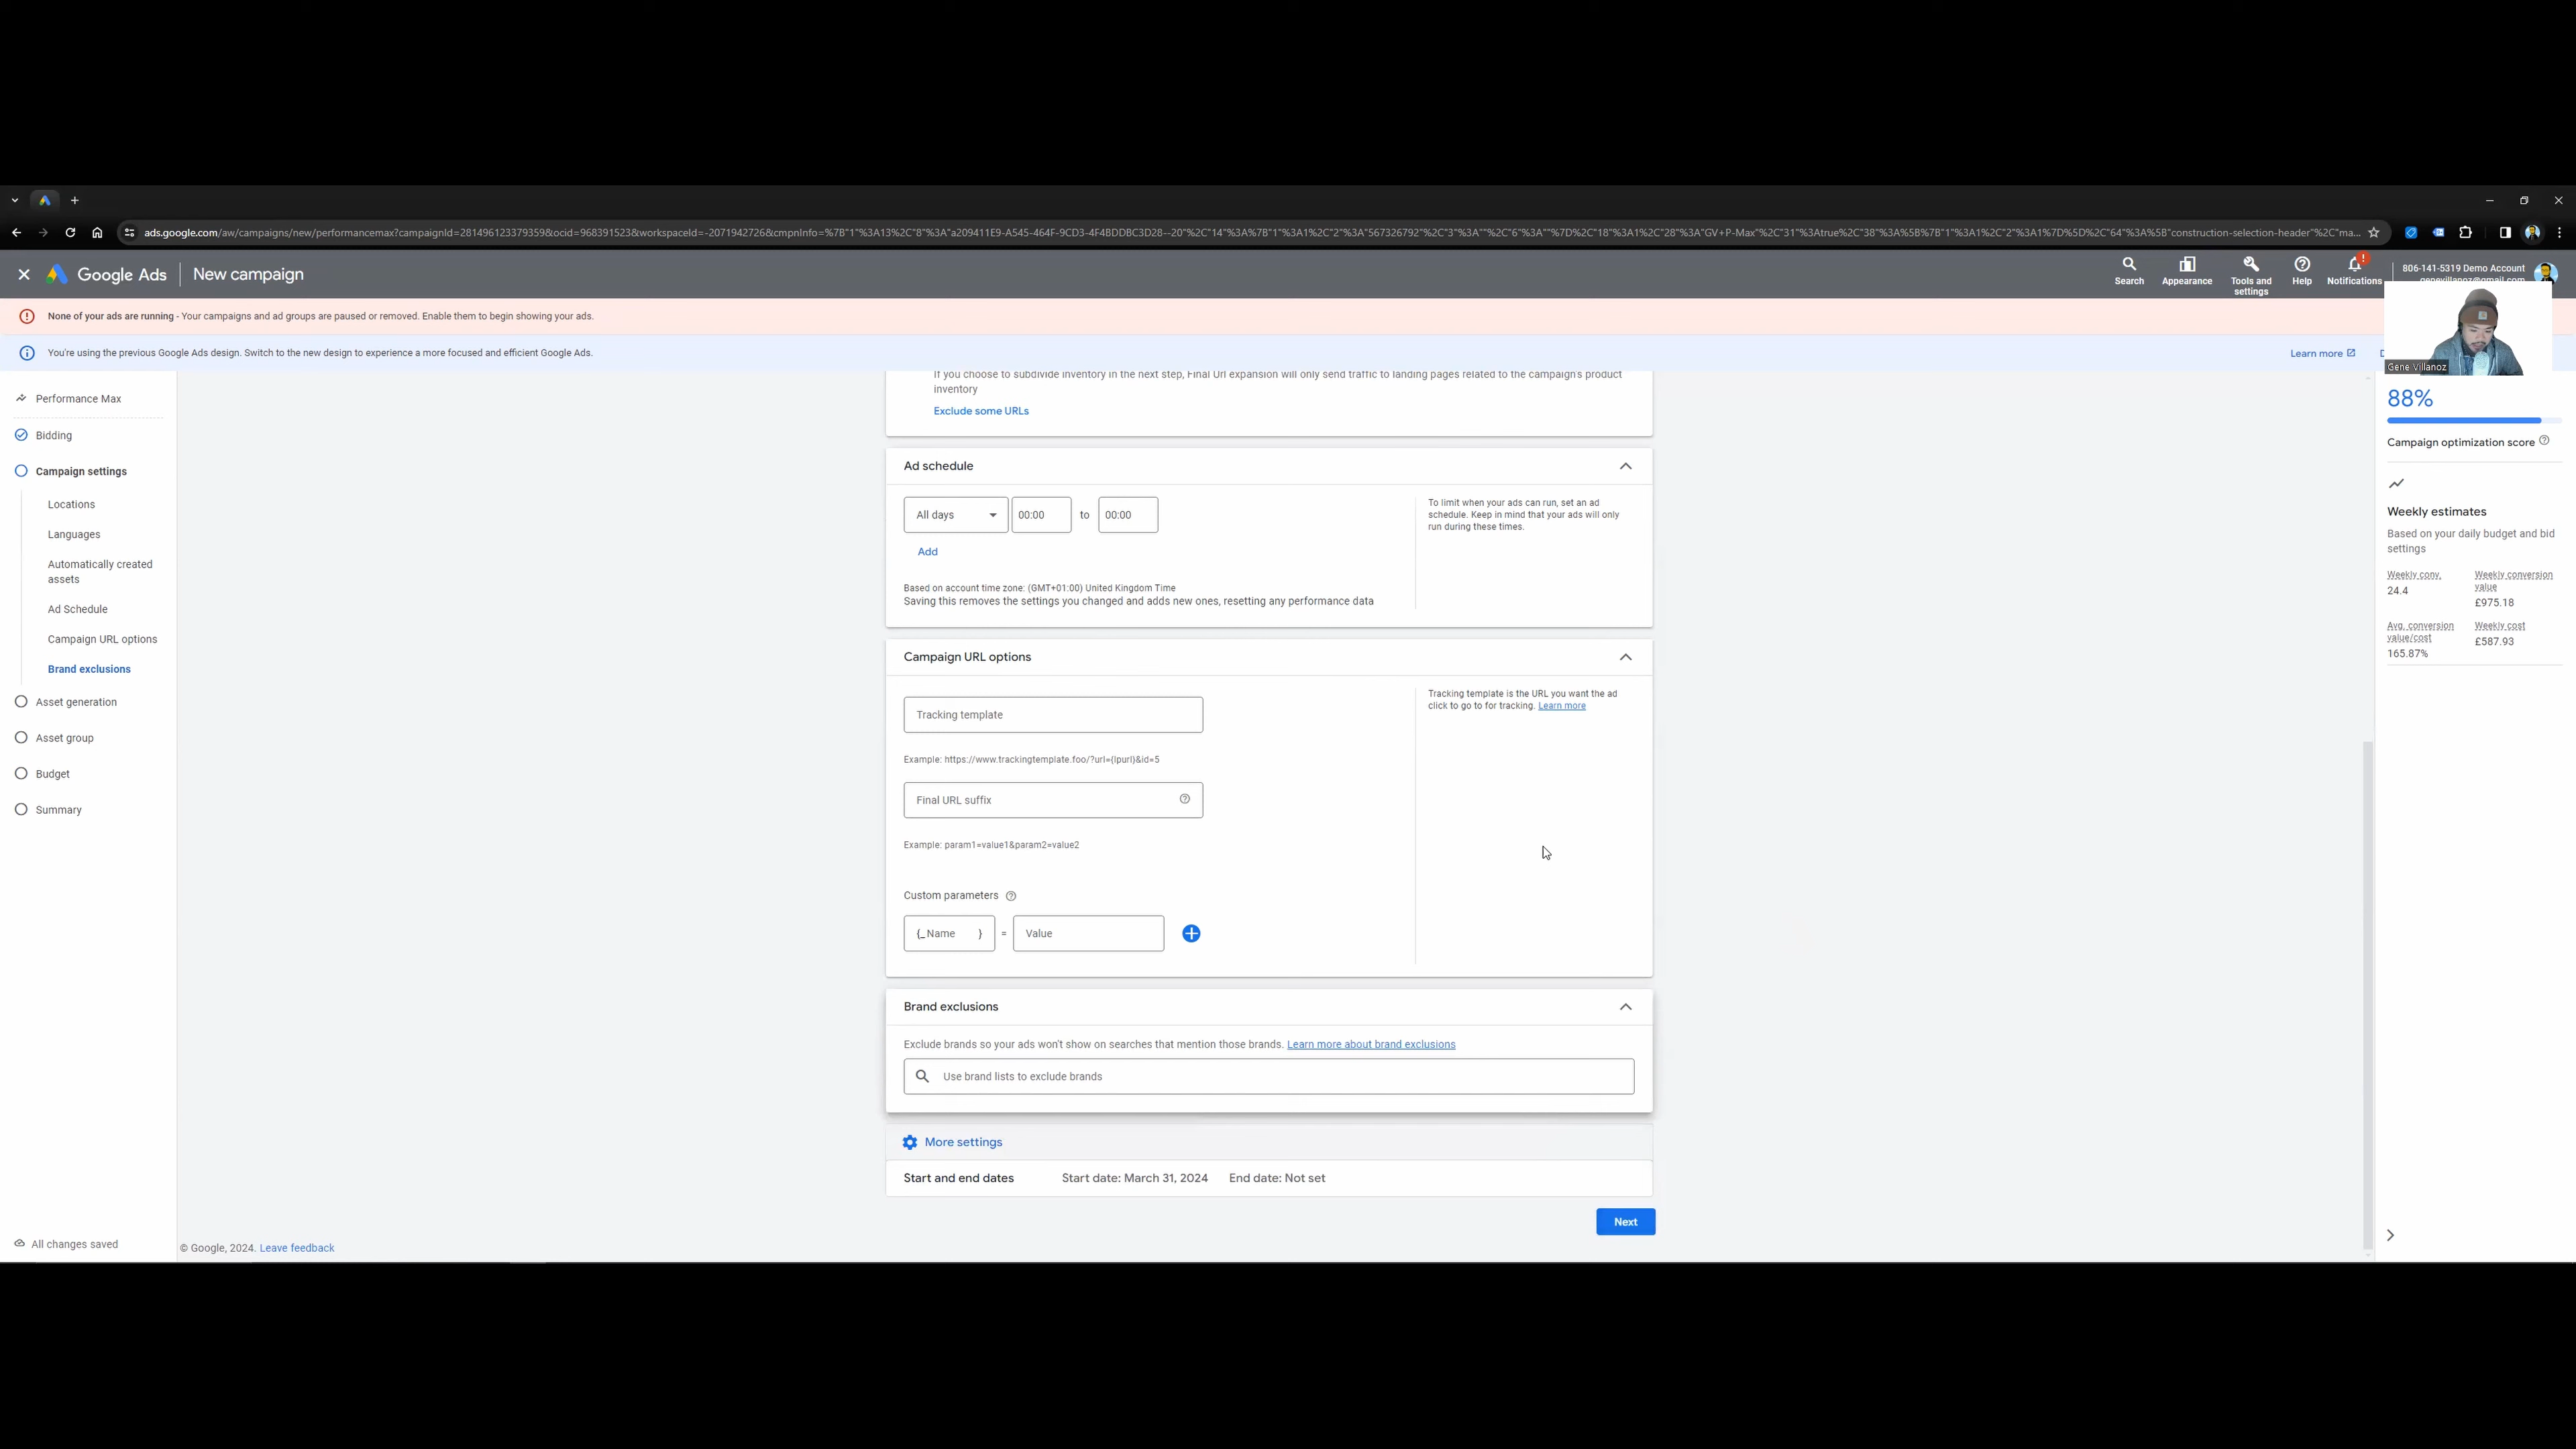 ads.google.com/aw/campaigns/new/performancemax?campaignId=281496123379359&ocid=968391523&workspaceId=-2071942726&cmpnInfo=%7B"1"%3A13%2C"8"%3A"a209411E9-A545-464F-9CD3-4F4BDDBC3D28--20"%2C"14"%3A%7B"1"%3A1%2C"2"%3A"567326792"%2C"3"%3A""%2C"6"%3A""%7D%2C"18"%3A1%2C"28"%3A"GV+P-Max"%2C"31"%3Atrue%2C"38"%3A%5B%7B"1"%3A1%2C"2"%3A1%7D%5D%2C"64"%3A%5B"construction-selection-header"%2C"ma...
Google Ads New campaign
Search
Appearance
Tools and settings
Help
Notifications
806-141-5319 Demo Account
genevillanoz@gmail.com
None of your ads are running - Your campaigns and ad groups are paused or removed. Enable them to begin showing your ads.
You're using the previous Google Ads design. Switch to the new design to experience a more focused and efficient Google Ads.
Learn more
Gene Villanoz
Performance Max
Bidding
Campaign settings
Locations
Languages
Automatically created
assets
Ad Schedule
Campaign URL options
Brand exclusions
Asset generation
Asset group
Budget
Summary
All changes saved
If you choose to subdivide inventory in the next step, Final Url expansion will only send traffic to landing pages related to the campaign's product
inventory
Exclude some URLs
Ad schedule
All days 00:00 to 00:00
Add
Based on account time zone: (GMT+01:00) United Kingdom Time
Saving this removes the settings you changed and adds new ones, resetting any performance data
To limit when your ads can run, set an ad
schedule. Keep in mind that your ads will only
run during these times.
Campaign URL options
Tracking template
Example: https://www.trackingtemplate.foo/?url={lpurl}&id=5
Final URL suffix
Example: param1=value1&param2=value2
Custom parameters
{_ Name } = Value
Tracking template is the URL you want the ad
click to go to for tracking. Learn more
Brand exclusions
Exclude brands so your ads won't show on searches that mention those brands. Learn more about brand exclusions
Use brand lists to exclude brands
More settings
Start and end dates Start date: March 31, 2024 End date: Not set
Next
© Google, 2024. Leave feedback
88%
Campaign optimization score
Weekly estimates
Based on your daily budget and bid
settings
Weekly conv.
24.4
Weekly conversion
value
£975.18
Avg. conversion
value/cost
165.87%
Weekly cost
£587.93